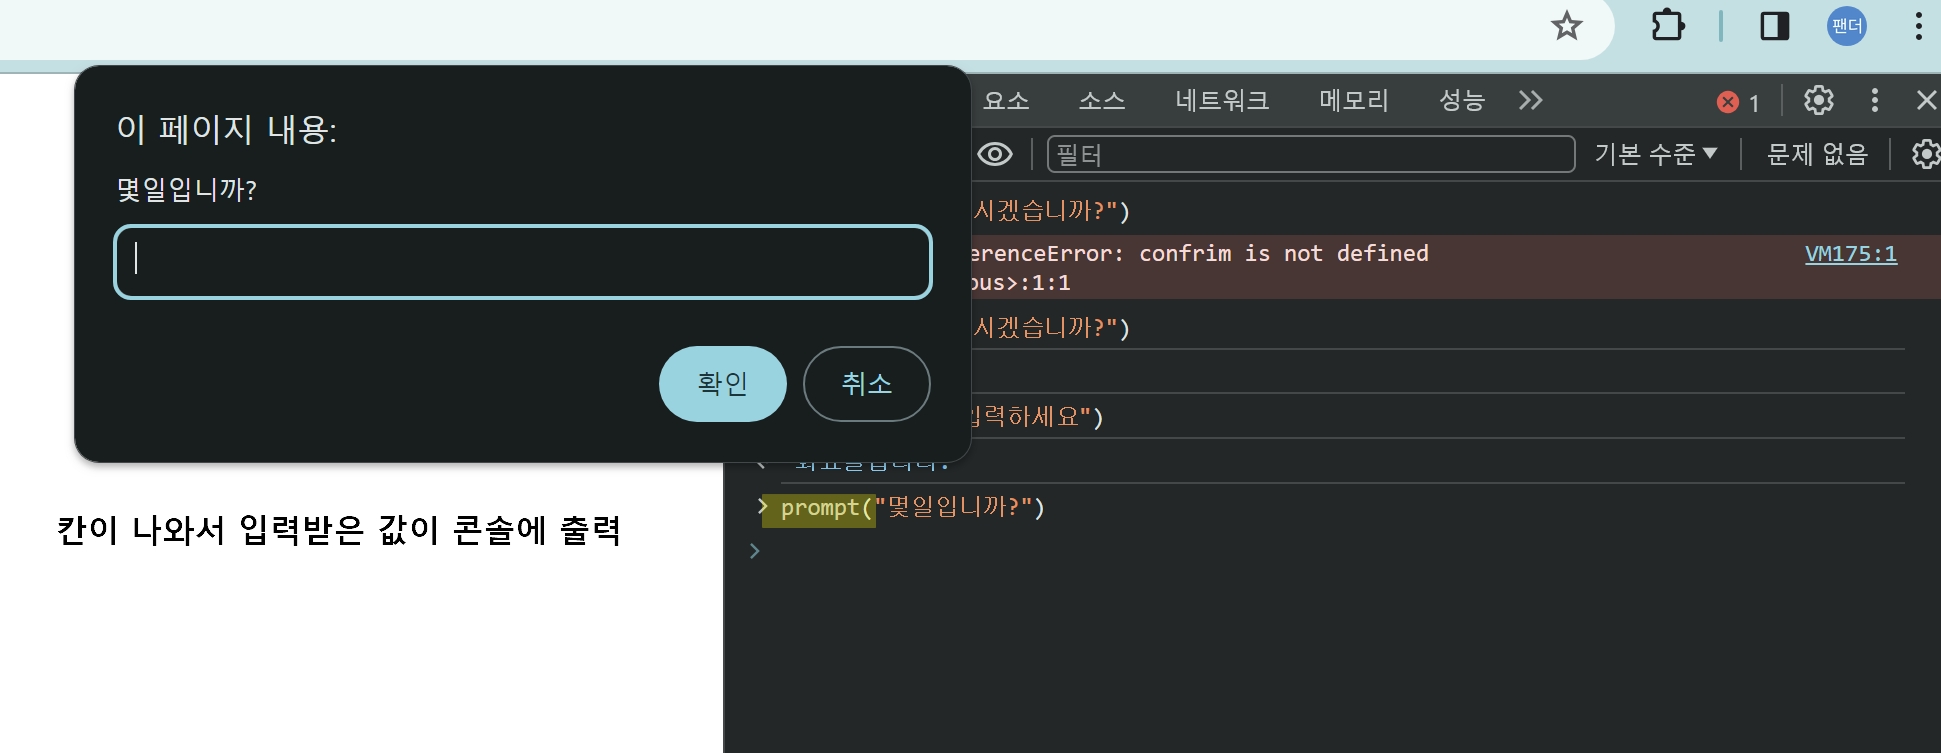 팬더
이 페이지 내용:
몇일입니까?
확인
취소
칸이 나와서 입력받은 값이 콘솔에 출력
요소 소스 네트워크 메모리 성능 1
필터 기본 수준 문제 없음
시겠습니까?")
erenceError: confrim is not defined VM175:1
ous>:1:1
시겠습니까?")
입력하세요")
prompt("몇일입니까?")